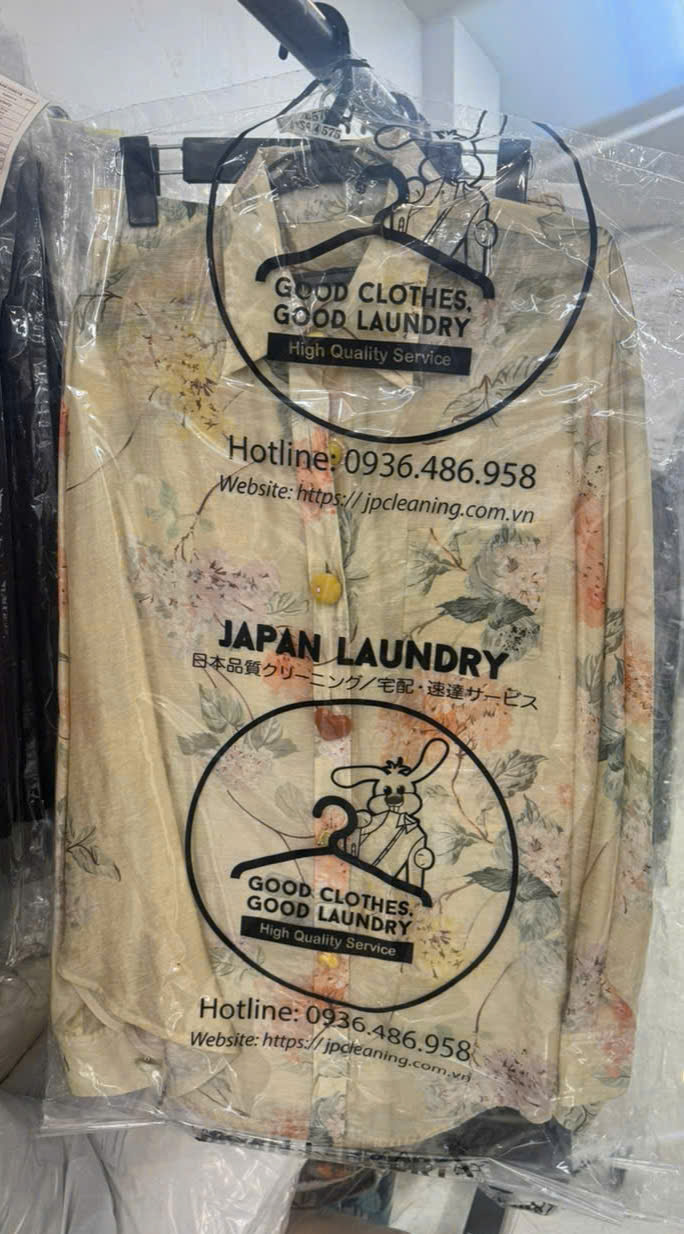 GOOD CLOTHES,
GOOD LAUNDRY
High Quality Service
Hotline: 0936.486.958
Website: https://jpcleaning.com.vn
JAPAN LAUNDRY
日本品質クリーニング／宅配・速達サービス
GOOD CLOTHES,
GOOD LAUNDRY
High Quality Service
Hotline: 0936.486.958
Website: https://jpcleaning.com.vn